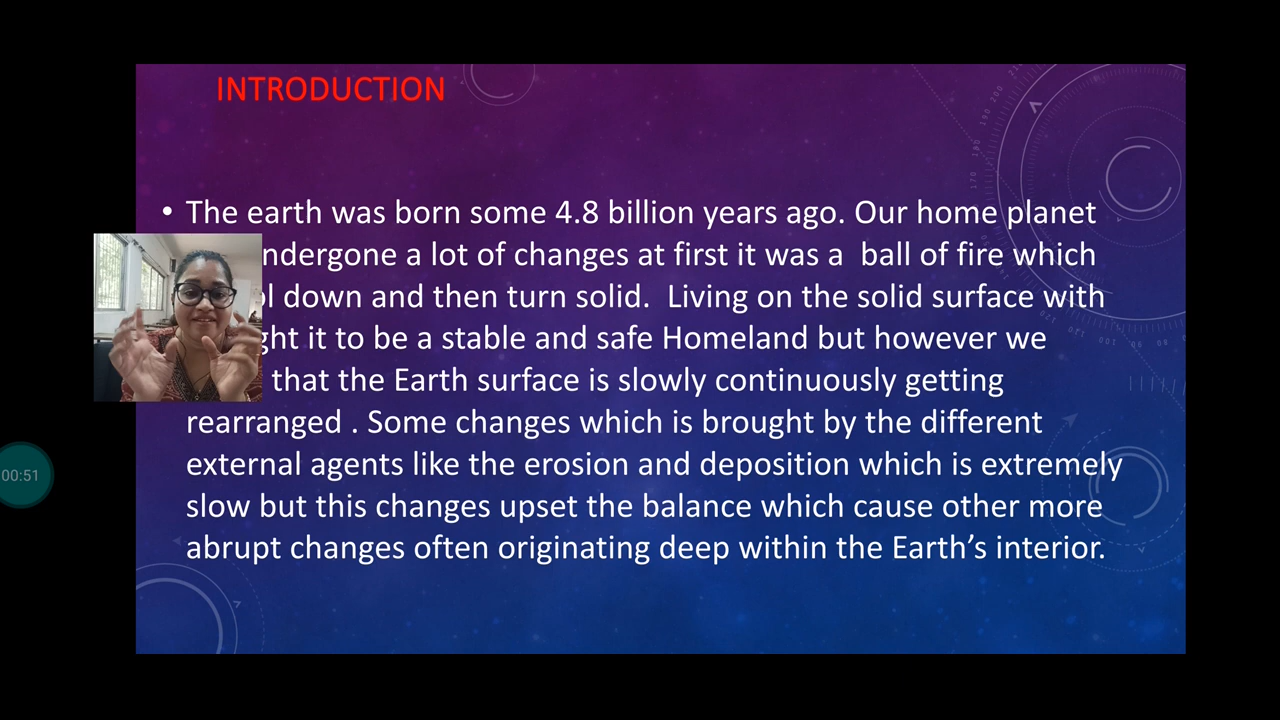 INTRODUCTION
• The earth was born some 4.8 billion years ago. Our home planet
ndergone a lot of changes at first it was a ball of fire which
l down and then turn solid. Living on the solid surface with
ght it to be a stable and safe Homeland but however we
that the Earth surface is slowly continuously getting
rearranged . Some changes which is brought by the different
external agents like the erosion and deposition which is extremely
slow but this changes upset the balance which cause other more
abrupt changes often originating deep within the Earth's interior.
00:51